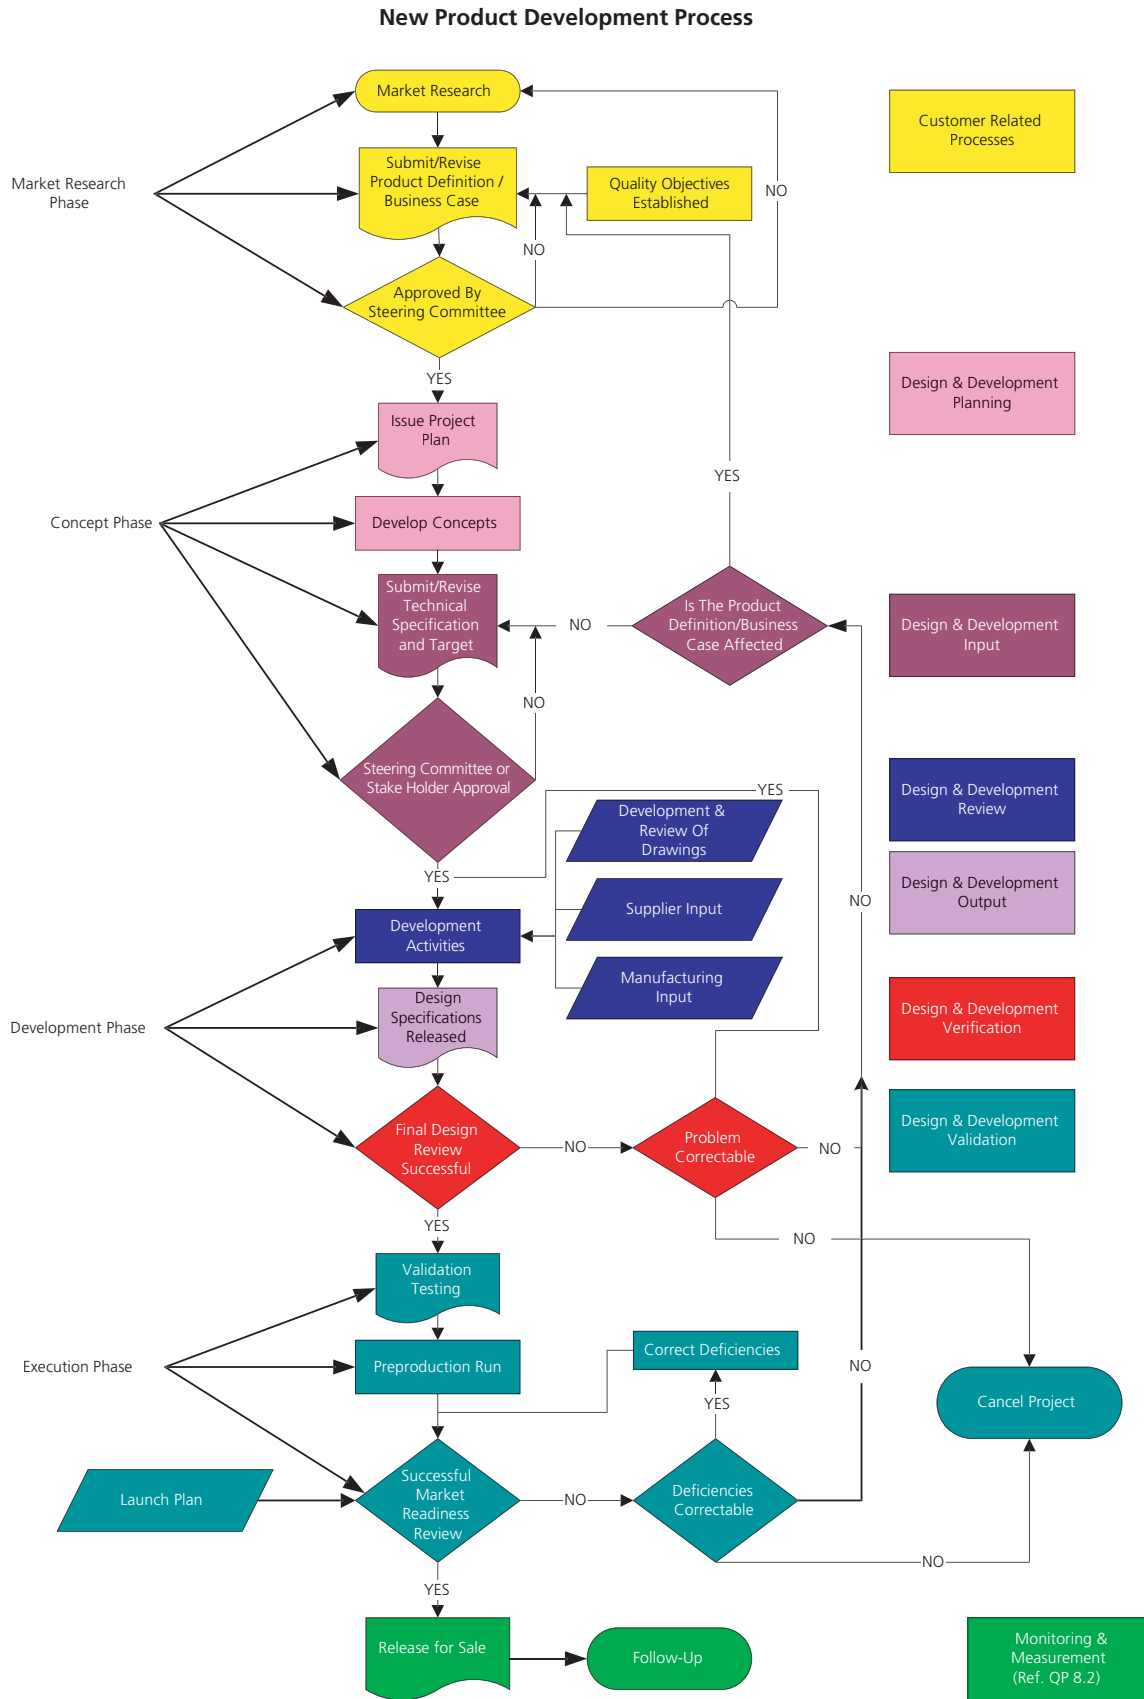 New Product Development Process
Market Research
Customer Related
Processes
Market Research
Phase
Submit/Revise
Product Definition /
Business Case
Quality Objectives
Established
NO
NO
Approved By
Steering Committee
YES
Design & Development
Planning
Issue Project
Plan
YES
Concept Phase
Develop Concepts
Submit/Revise
Technical
Specification
and Target
NO
Is The Product
Definition/Business
Case Affected
Design & Development
Input
NO
Steering Committee or
Stake Holder Approval
YES
Development &
Review Of
Drawings
Design & Development
Review
YES
Design & Development
Output
NO
Supplier Input
Development
Activities
Manufacturing
Input
Development Phase
Design
Specifications
Released
Design & Development
Verification
Final Design
Review
Successful
NO
Problem
Correctable
NO
Design & Development
Validation
YES
NO
Validation
Testing
Execution Phase
Preproduction Run
Correct Deficiencies
NO
YES
Cancel Project
Launch Plan
Successful
Market
Readiness
Review
NO
Deficiencies
Correctable
NO
YES
Release for Sale
Follow-Up
Monitoring &
Measurement
(Ref. QP 8.2)